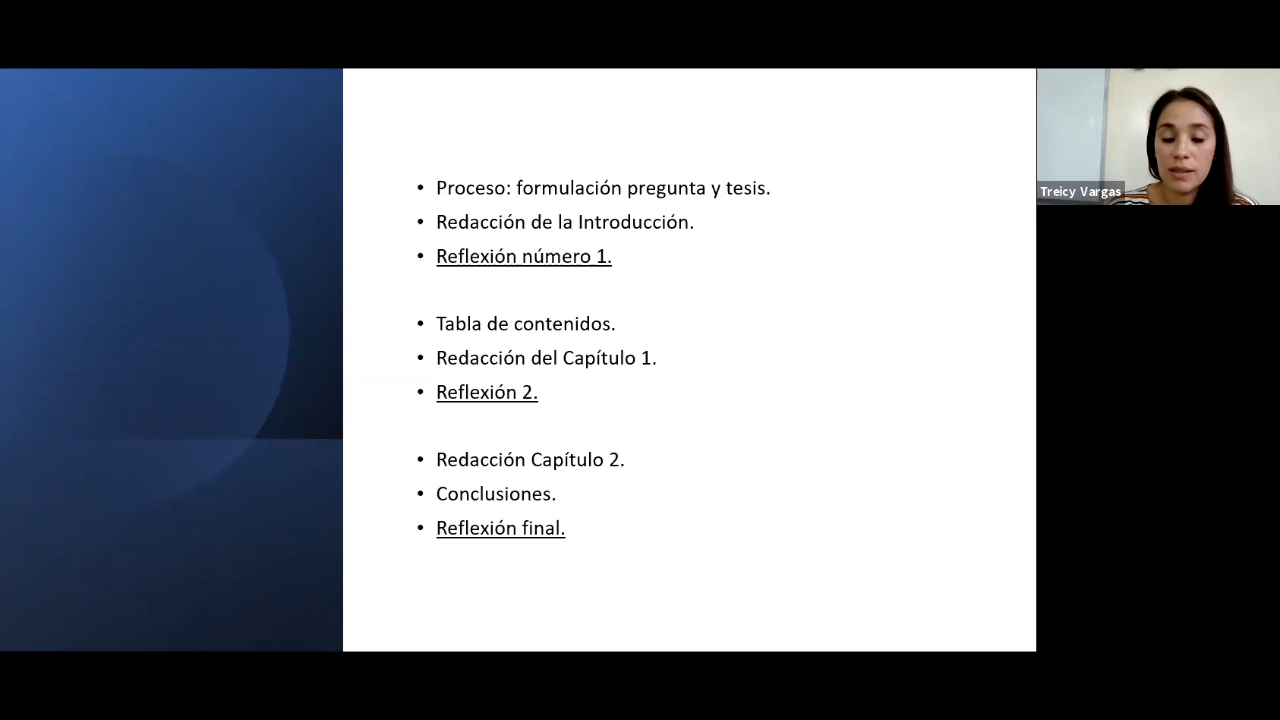 • Proceso: formulación pregunta y tesis.
• Redacción de la Introducción.
• Reflexión número 1.
• Tabla de contenidos.
• Redacción del Capítulo 1.
• Reflexión 2.
• Redacción Capítulo 2.
• Conclusiones.
• Reflexión final.
Treicy Vargas